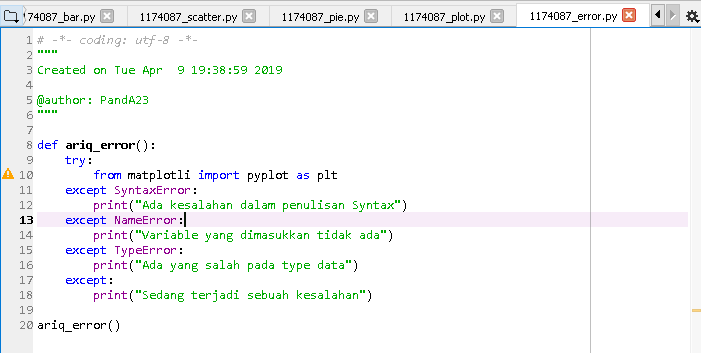 74087_bar.py 1174087_scatter.py 1174087_pie.py 1174087_plot.py 1174087_error.py
1 # -*- coding: utf-8 -*-
2 """
3 Created on Tue Apr  9 19:38:59 2019
4
5 @author: PandA23
6 """
7
8 def ariq_error():
9     try:
10         from matplotli import pyplot as plt
11     except SyntaxError:
12         print("Ada kesalahan dalam penulisan Syntax")
13     except NameError:
14         print("Variable yang dimasukkan tidak ada")
15     except TypeError:
16         print("Ada yang salah pada type data")
17     except:
18         print("Sedang terjadi sebuah kesalahan")
19
20 ariq_error()